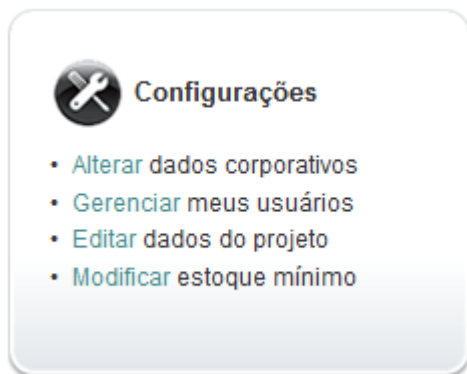 Configurações
• Alterar dados corporativos
• Gerenciar meus usuários
• Editar dados do projeto
• Modificar estoque mínimo